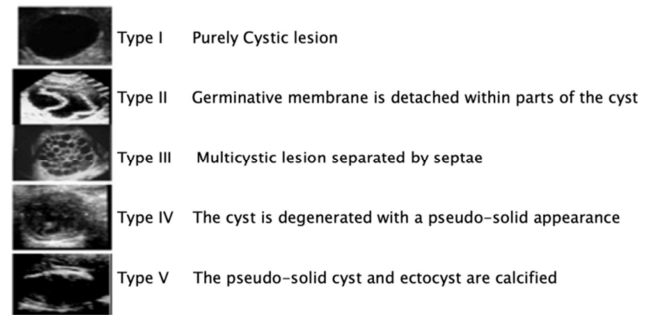 Type I Purely Cystic lesion
Type II Germinative membrane is detached within parts of the cyst
Type III Multicystic lesion separated by septae
Type IV The cyst is degenerated with a pseudo-solid appearance
Type V The pseudo-solid cyst and ectocyst are calcified